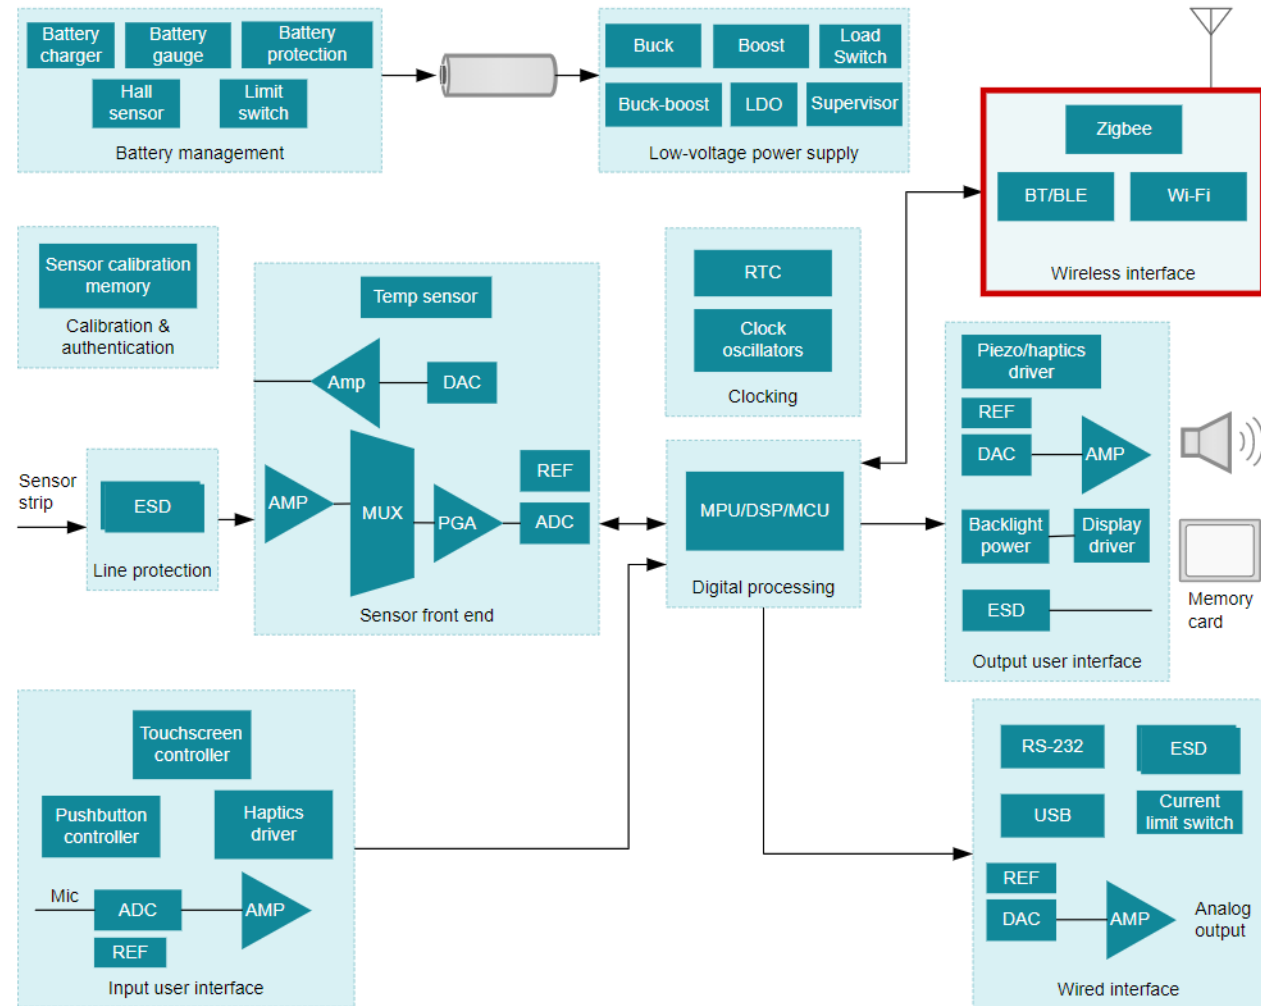 Battery
charger
Battery
gauge
Battery
protection
Hall
sensor
Limit
switch
Battery management
Buck
Boost
Load
Switch
Buck-boost
LDO
Supervisor
Low-voltage power supply
Zigbee
BT/BLE
Wi-Fi
Wireless interface
Sensor calibration
memory
Calibration &
authentication
Temp sensor
Amp
DAC
AMP
MUX
PGA
REF
ADC
Sensor front end
Sensor
strip
ESD
Line protection
RTC
Clock
oscillators
Clocking
MPU/DSP/MCU
Digital processing
Piezo/haptics
driver
REF
DAC
AMP
Backlight
power
Display
driver
ESD
Output user interface
Memory
card
Touchscreen
controller
Pushbutton
controller
Haptics
driver
Mic
ADC
AMP
REF
Input user interface
RS-232
ESD
USB
Current
limit switch
REF
DAC
AMP
Analog
output
Wired interface